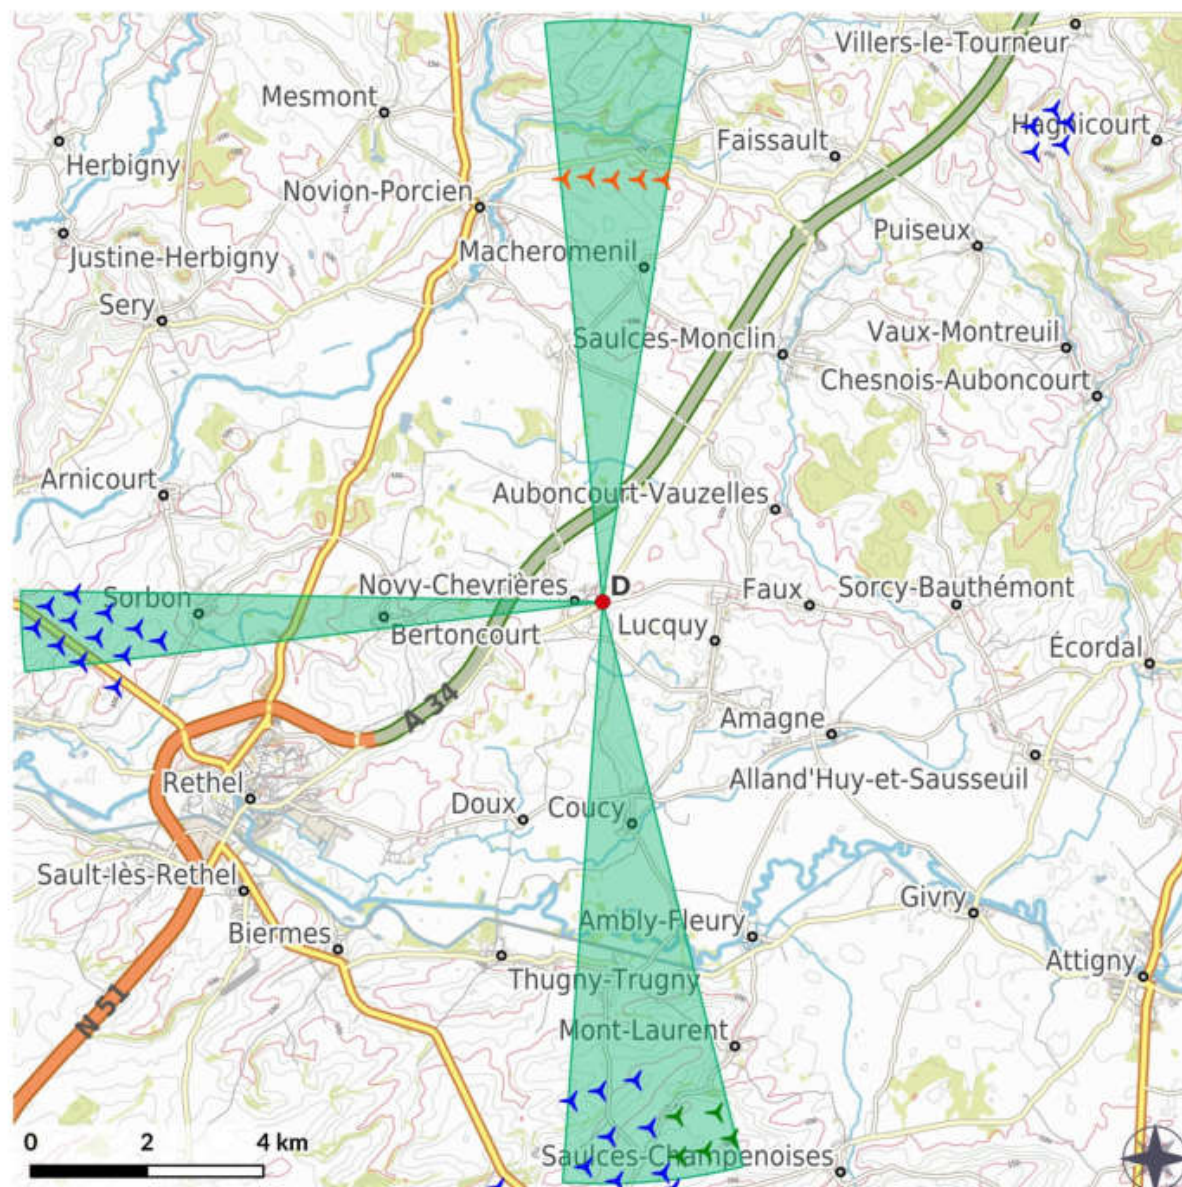 Villers-le-Tourneur
Mesmont
Hagnicourt
Faissault
Herbigny
Novion-Porcien
Puiseux
Macheromenil
Justine-Herbigny
Sery
Saulces-Monclin
Vaux-Montreuil
Chesnois-Auboncourt
Arnicourt
Auboncourt-Vauzelles
Novy-Chevrières
D
Sorbon
Faux
Sorcy-Bauthémont
Bertoncourt
Lucquy
Écordal
A 34
Amagne
Alland'Huy-et-Sausseuil
Rethel
Doux
Coucy
Sault-lès-Rethel
Givry
Biermes
Ambly-Fleury
Attigny
Thugny-Trugny
N 51
Mont-Laurent
0 2 4 km
Saulces-Champenoises